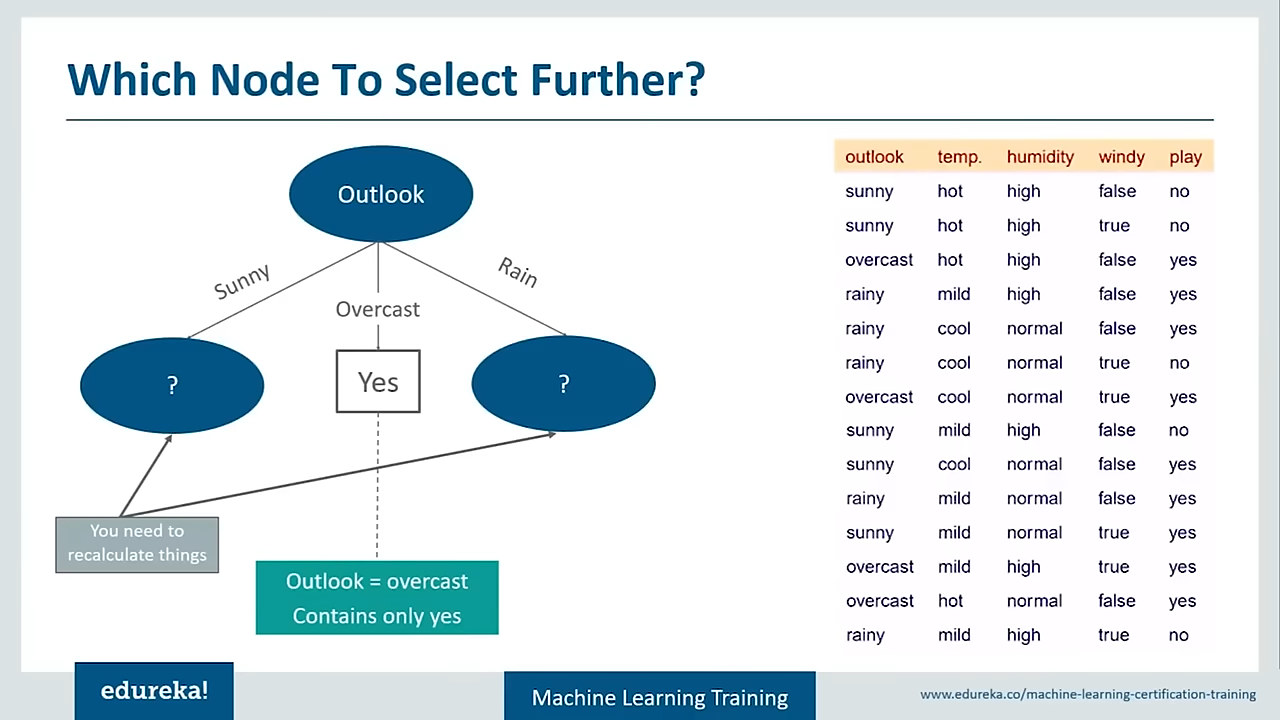 Which Node To Select Further?
Outlook
Sunny
Rain
Overcast
?
Yes
?
You need to
recalculate things
Outlook = overcast
Contains only yes
outlook temp. humidity windy play
sunny hot high false no
sunny hot high true no
overcast hot high false yes
rainy mild high false yes
rainy cool normal false yes
rainy cool normal true no
overcast cool normal true yes
sunny mild high false no
sunny cool normal false yes
rainy mild normal false yes
sunny mild normal true yes
overcast mild high true yes
overcast hot normal false yes
rainy mild high true no
edureka!
Machine Learning Training
www.edureka.co/machine-learning-certification-training